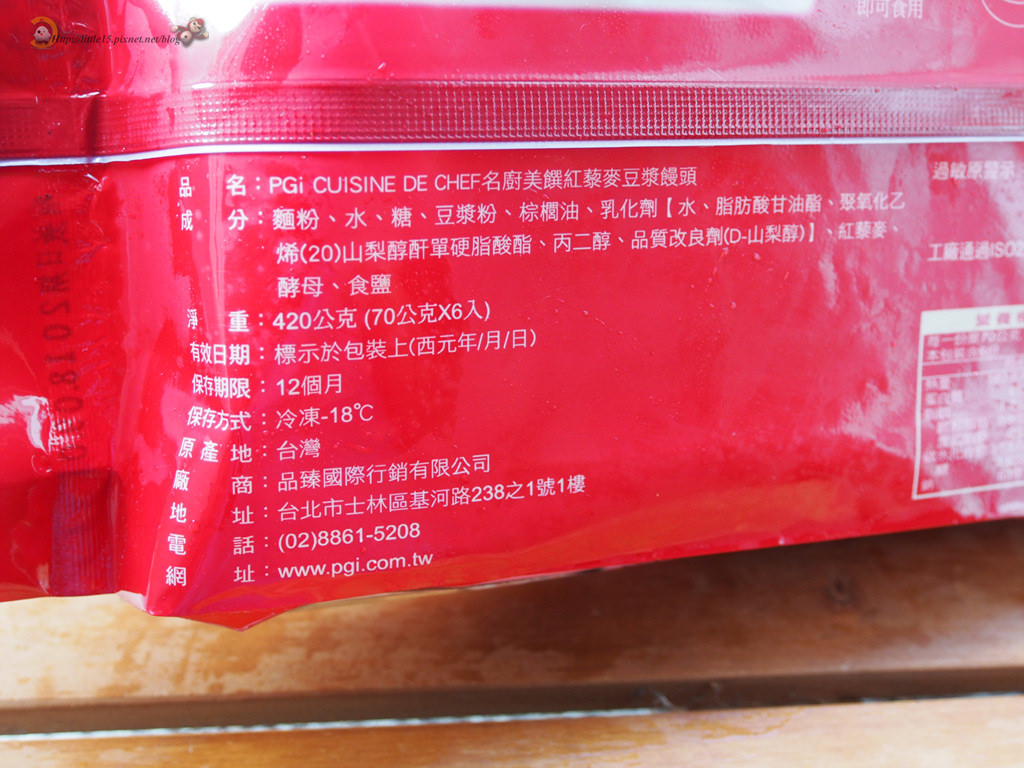 http://little15.pixnet.net/blog
即可食用
品　名：PGi CUISINE DE CHEF名廚美饌紅藜麥豆漿饅頭
成　分：麵粉、水、糖、豆漿粉、棕櫚油、乳化劑【水、脂肪酸甘油酯、聚氧化乙
烯(20)山梨醇酐單硬脂酸酯、丙二醇、品質改良劑(D-山梨醇)】、紅藜麥、
酵母、食鹽
淨　重：420公克 (70公克X6入)
有效日期：標示於包裝上(西元年/月/日)
保存期限：12個月
保存方式：冷凍-18℃
原產地：台灣
廠　商：品臻國際行銷有限公司
地　址：台北市士林區基河路238之1號1樓
電　話：(02)8861-5208
網　址：www.pgi.com.tw
過敏原警示
工廠通過ISO